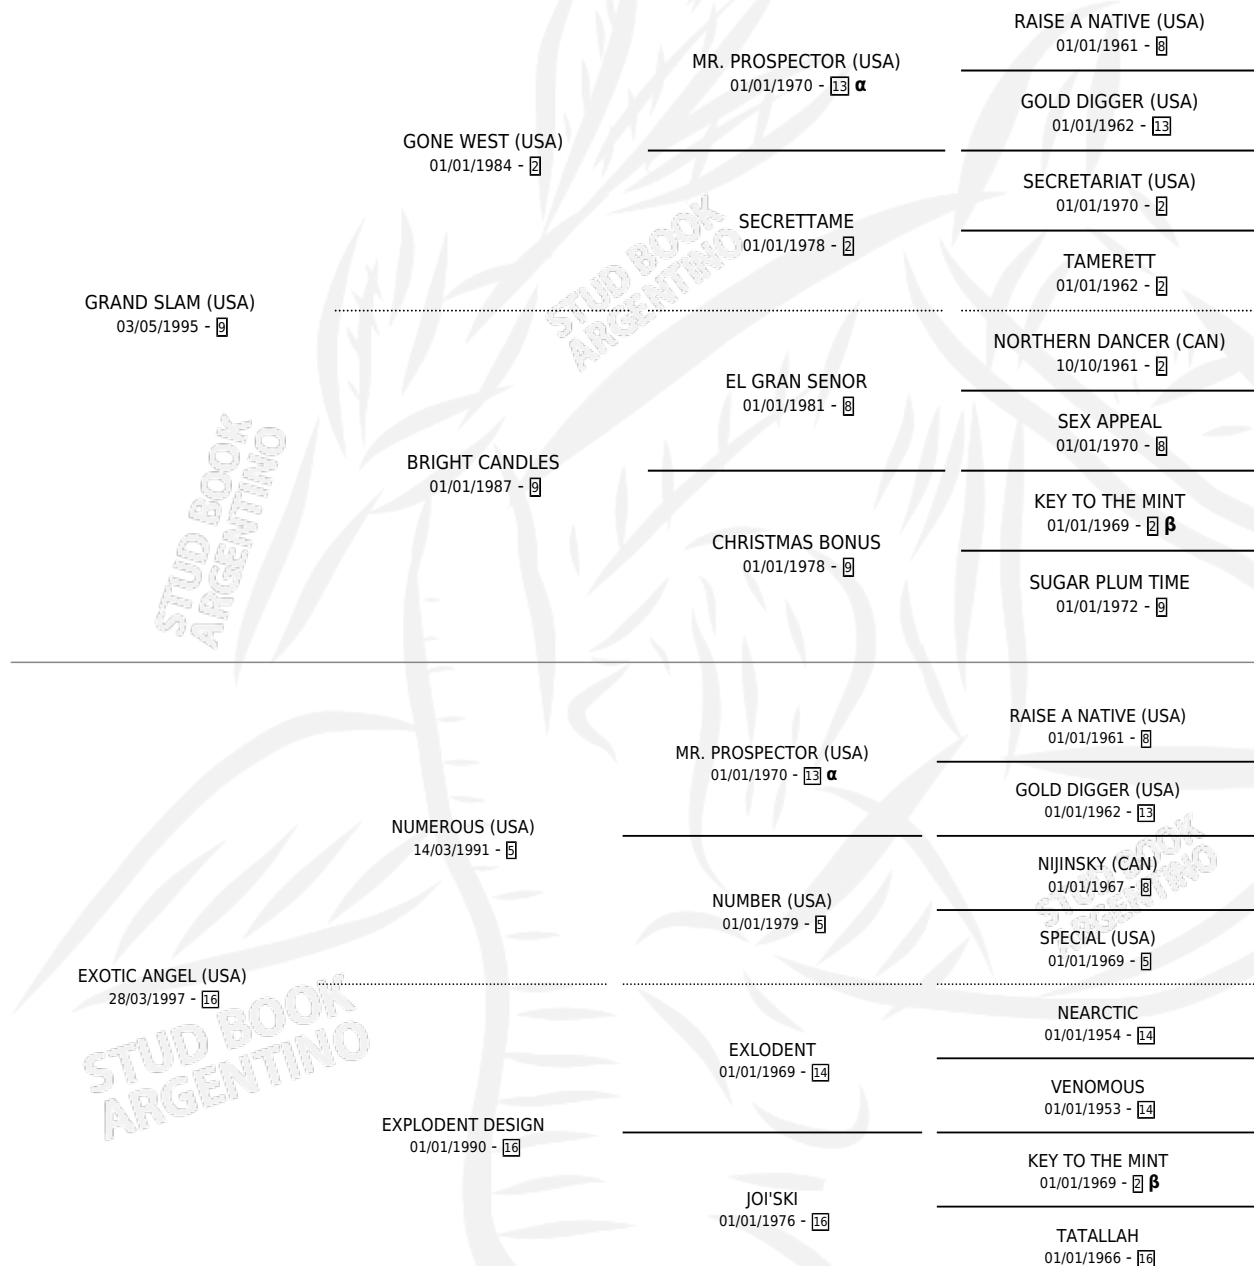 RAISE A NATIVE (USA)
01/01/1961 - 8
MR. PROSPECTOR (USA)
01/01/1970 - 13 α
GOLD DIGGER (USA)
01/01/1962 - 13
GONE WEST (USA)
01/01/1984 - 2
SECRETARIAT (USA)
01/01/1970 - 2
SECRETTAME
01/01/1978 - 2
TAMERETT
01/01/1962 - 2
GRAND SLAM (USA)
03/05/1995 - 9
NORTHERN DANCER (CAN)
10/10/1961 - 2
EL GRAN SENOR
01/01/1981 - 8
SEX APPEAL
01/01/1970 - 8
BRIGHT CANDLES
01/01/1987 - 9
KEY TO THE MINT
01/01/1969 - 2 β
CHRISTMAS BONUS
01/01/1978 - 9
SUGAR PLUM TIME
01/01/1972 - 9
STUD BOOK
ARGENTINO
STUD BOOK
ARGENTINO
RAISE A NATIVE (USA)
01/01/1961 - 8
MR. PROSPECTOR (USA)
01/01/1970 - 13 α
GOLD DIGGER (USA)
01/01/1962 - 13
NUMEROUS (USA)
14/03/1991 - 5
NIJINSKY (CAN)
01/01/1967 - 8
NUMBER (USA)
01/01/1979 - 5
SPECIAL (USA)
01/01/1969 - 5
EXOTIC ANGEL (USA)
28/03/1997 - 16
NEARCTIC
01/01/1954 - 14
EXLODENT
01/01/1969 - 14
VENOMOUS
01/01/1953 - 14
EXPLODENT DESIGN
01/01/1990 - 16
KEY TO THE MINT
01/01/1969 - 2 β
JOI'SKI
01/01/1976 - 16
TATALLAH
01/01/1966 - 16
STUD BOOK
ARGENTINO
STUD BOOK
ARGENTINO